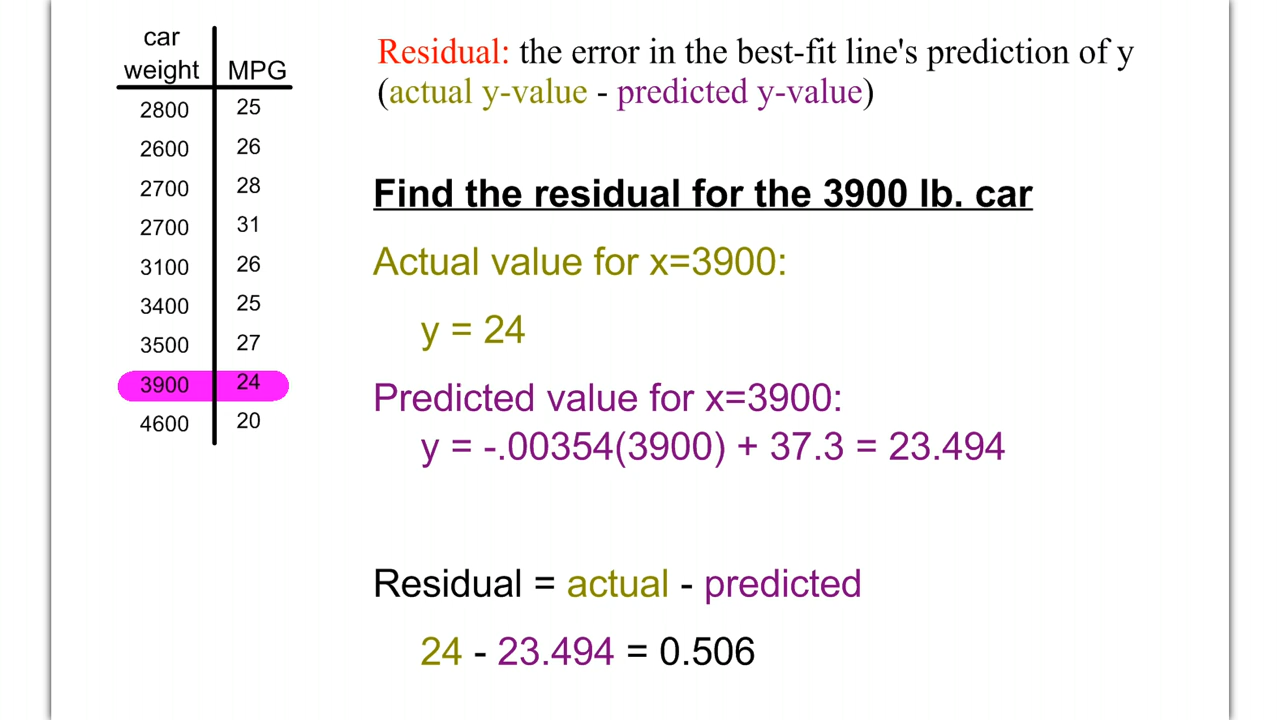 car
weight MPG
2800 25
2600 26
2700 28
2700 31
3100 26
3400 25
3500 27
3900 24
4600 20
Residual: the error in the best-fit line's prediction of y
(actual y-value - predicted y-value)
Find the residual for the 3900 lb. car
Actual value for x=3900:
y = 24
Predicted value for x=3900:
y = -.00354(3900) + 37.3 = 23.494
Residual = actual - predicted
24 - 23.494 = 0.506